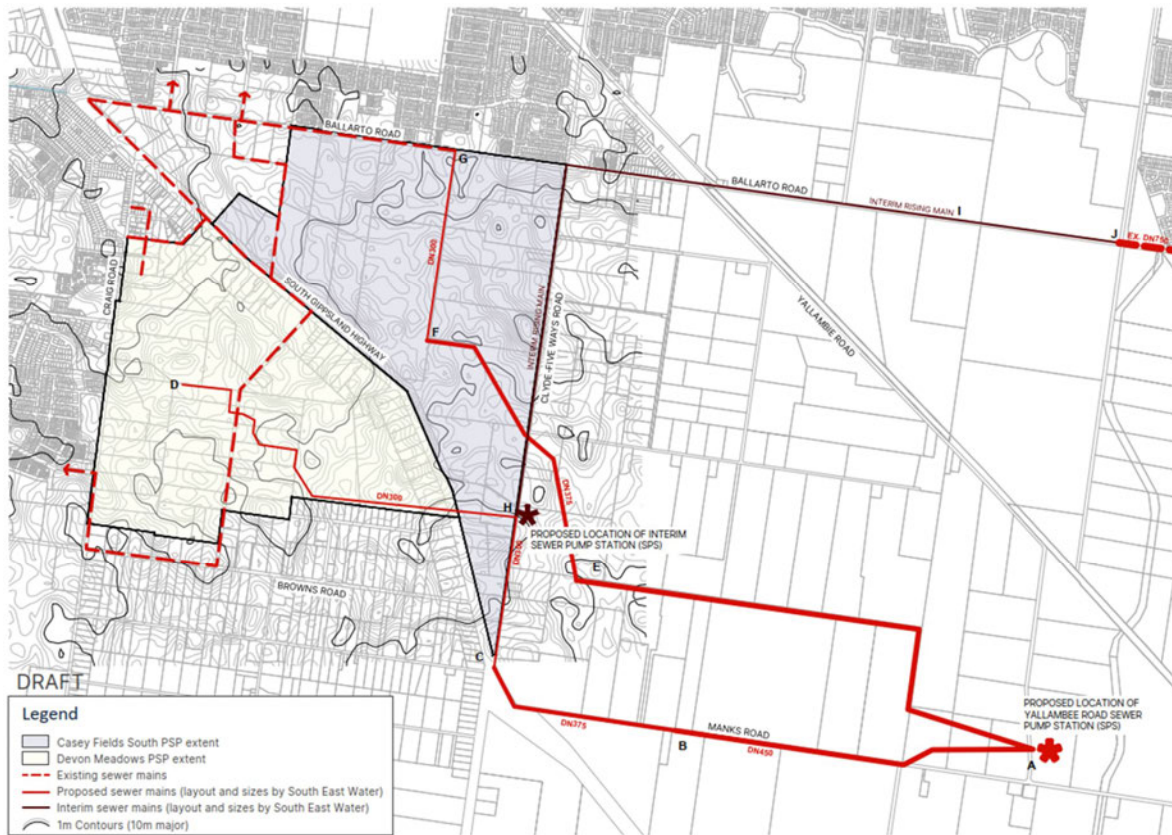 BALLARTO ROAD
G
BALLARTO ROAD
INTERIM RISING MAIN
I
J
EX. DN750
CRAIG ROAD
DN300
SOUTH GIPPSLAND HIGHWAY
INTERIM RISING MAIN
CLYDE-FIVE WAYS ROAD
YALLAMBIE ROAD
F
D
DN300
DN375
H
PROPOSED LOCATION OF INTERIM
SEWER PUMP STATION (SPS)
DN300
E
BROWNS ROAD
C
DRAFT
DN375
B
MANKS ROAD
DN450
PROPOSED LOCATION OF
YALLAMBEE ROAD SEWER
PUMP STATION (SPS)
A
Legend
Casey Fields South PSP extent
Devon Meadows PSP extent
Existing sewer mains
Proposed sewer mains (layout and sizes by South East Water)
Interim sewer mains (layout and sizes by South East Water)
1m Contours (10m major)